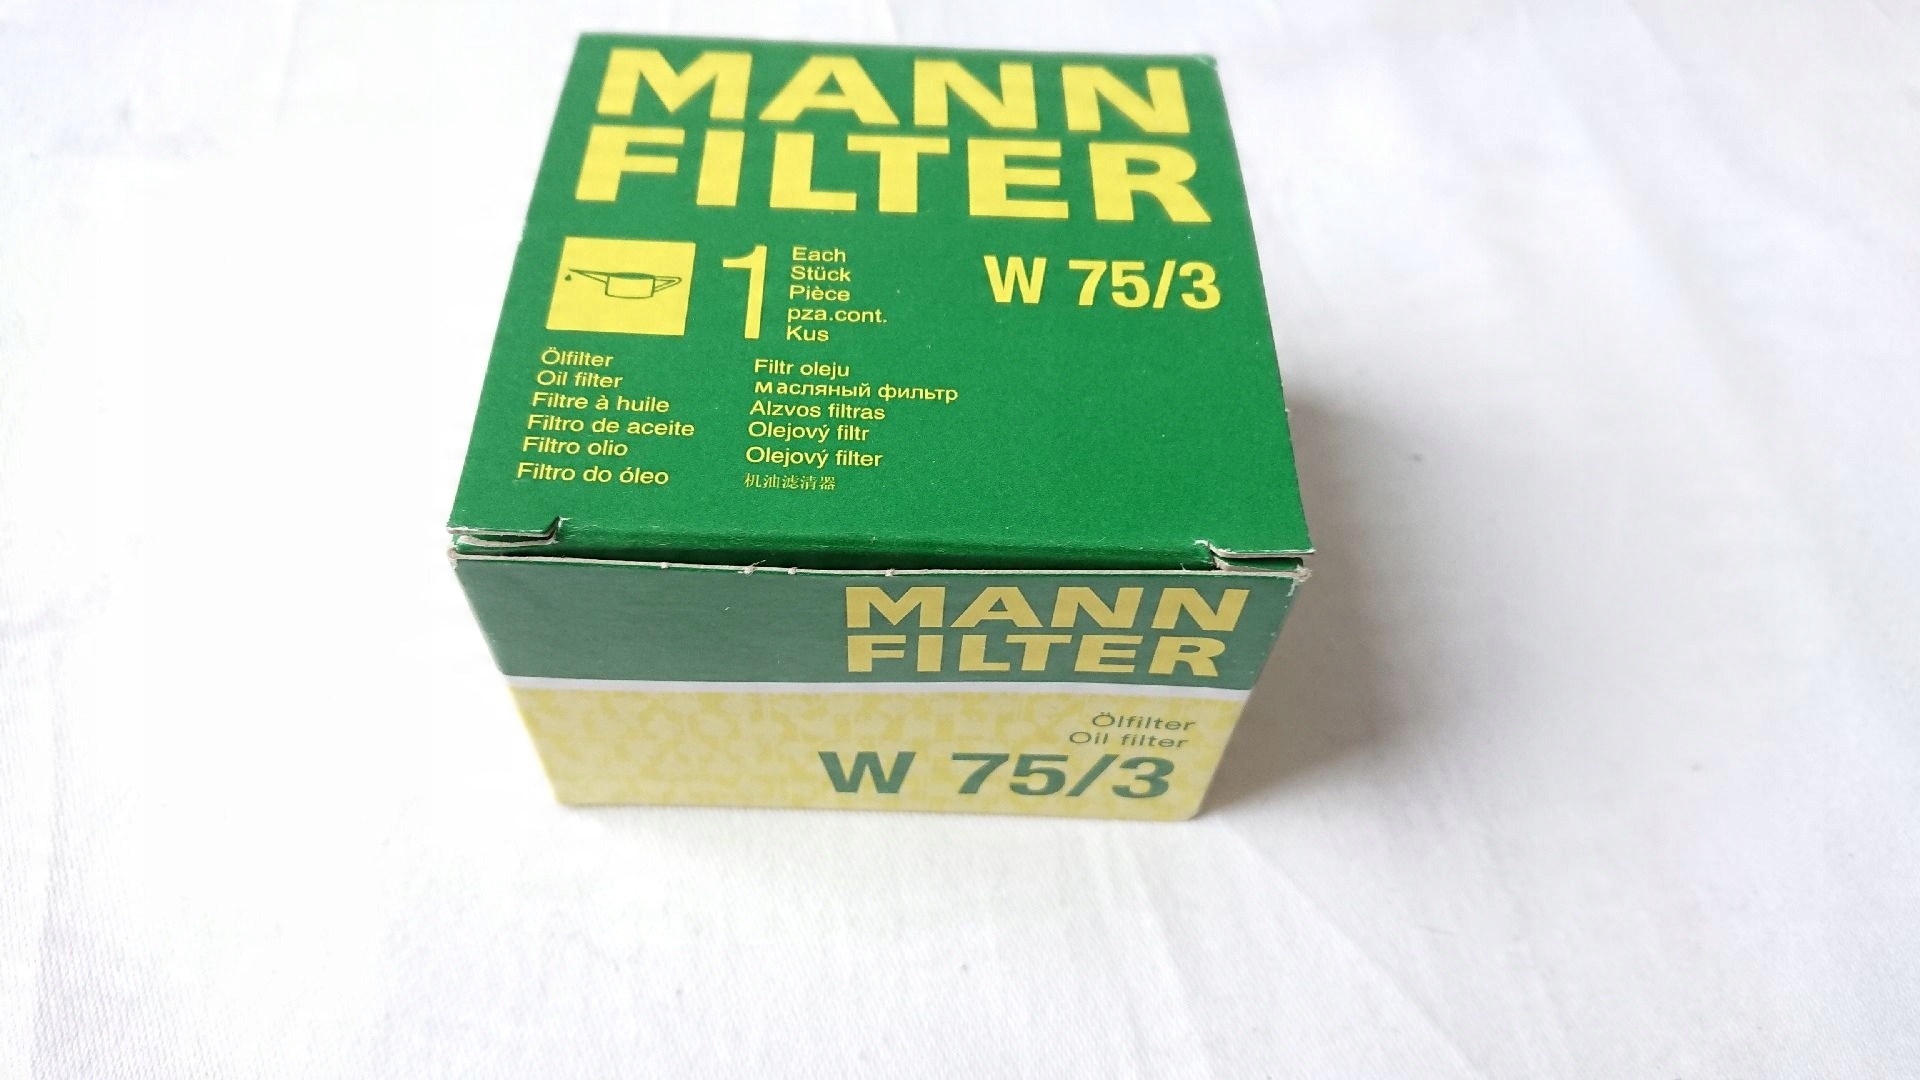 MANN
FILTER
1
Each
Stück
Pièce
pza.cont.
Kus
W 75/3
Ölfilter
Oil filter
Filtre à huile
Filtro de aceite
Filtro olio
Filtro do óleo
Filtr oleju
масляный фильтр
Alzvos filtras
Olejový filtr
Olejový filter
机油滤清器
MANN
FILTER
Ölfilter
Oil filter
W 75/3